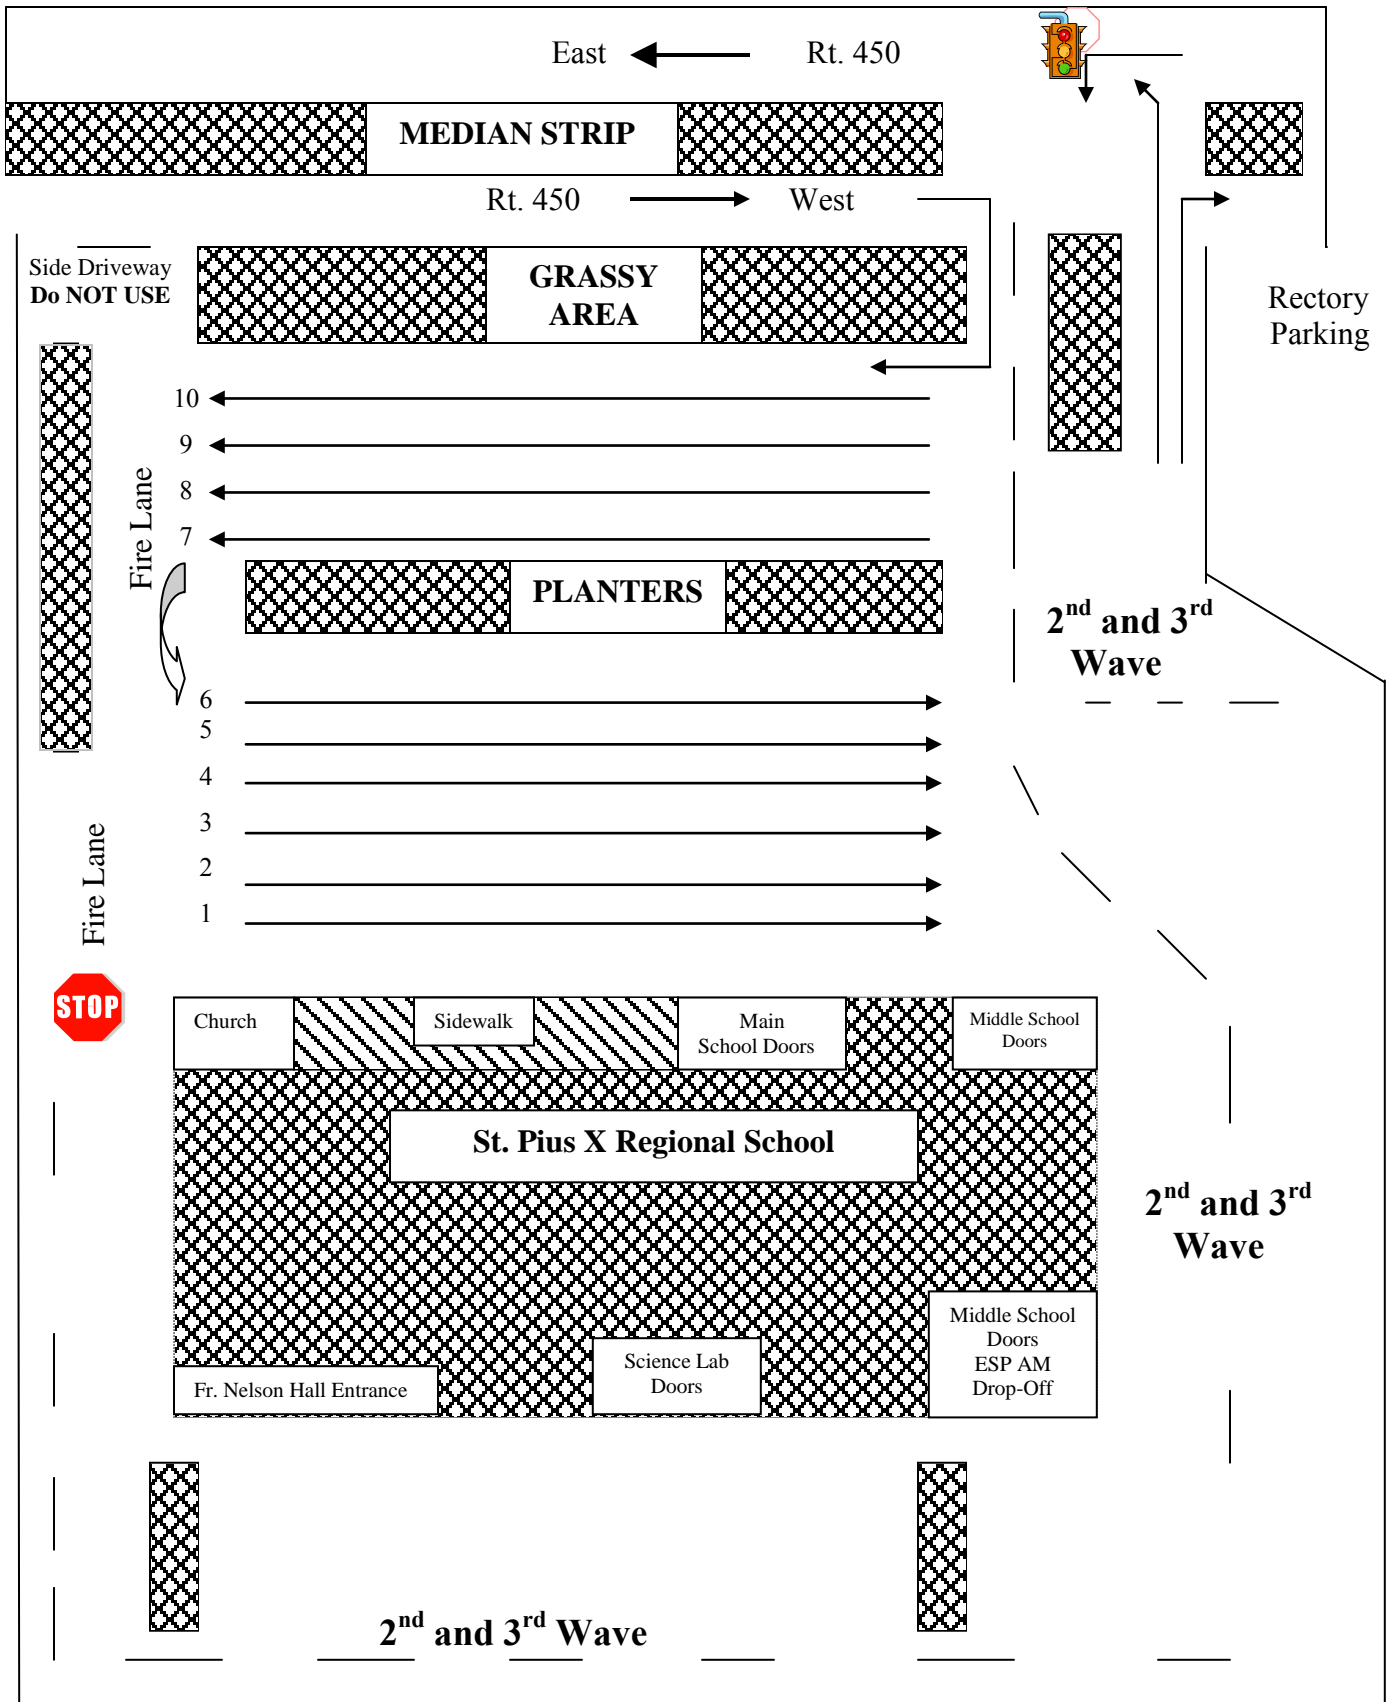 East Rt. 450
MEDIAN STRIP
Rt. 450 West
Side Driveway
Do NOT USE
GRASSY
AREA
Rectory
Parking
10
9
8
7
Fire Lane
PLANTERS
2nd and 3rd
Wave
6
5
4
3
2
1
Fire Lane
STOP
Church
Sidewalk
Main
School Doors
Middle School
Doors
St. Pius X Regional School
2nd and 3rd
Wave
Middle School
Doors
ESP AM
Drop-Off
Science Lab
Doors
Fr. Nelson Hall Entrance
2nd and 3rd Wave